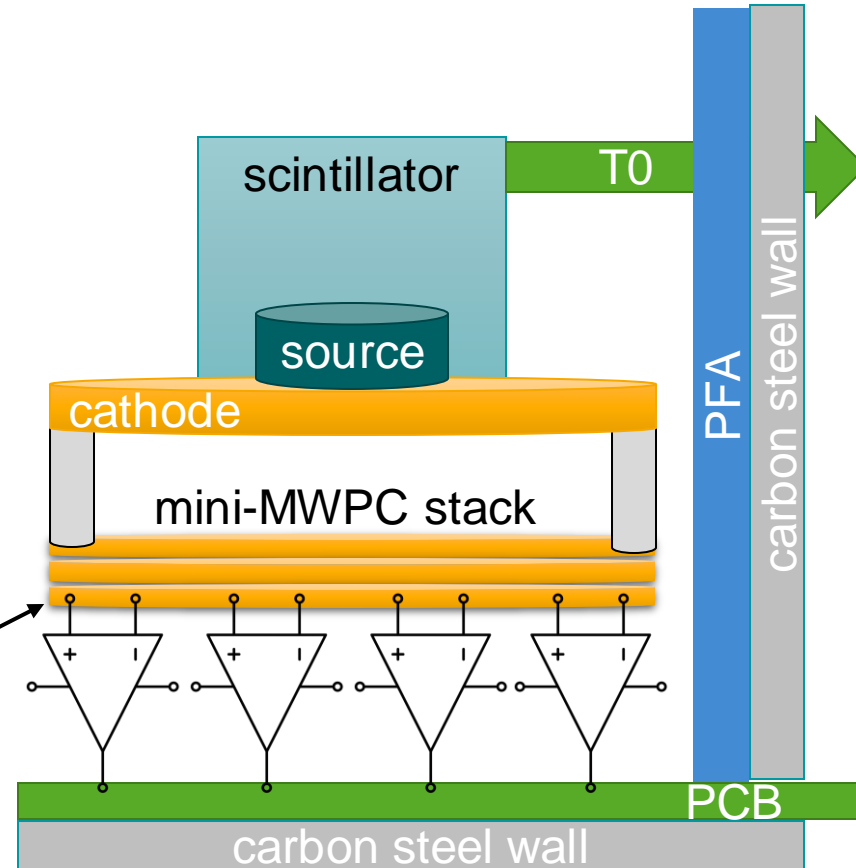 scintillator
T0
source
cathode
PFA
carbon steel wall
mini-MWPC stack
+ − + − + − + −
PCB
carbon steel wall